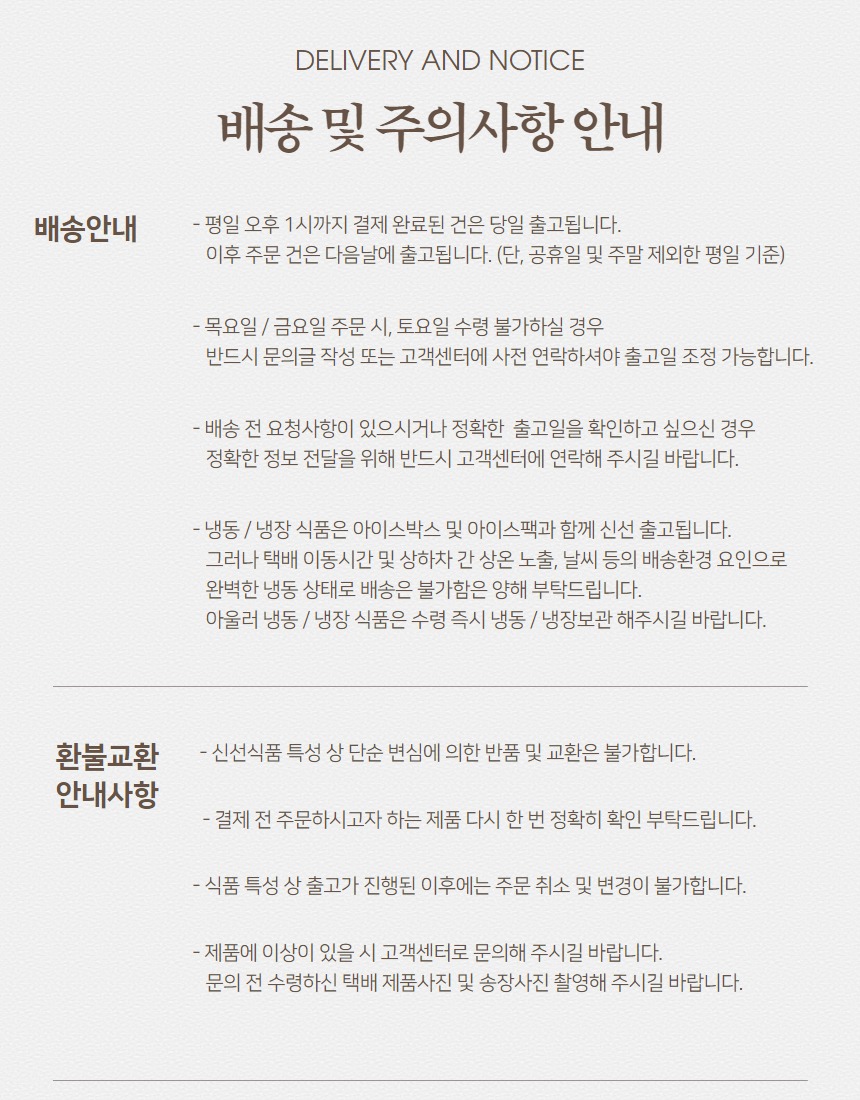 DELIVERY AND NOTICE
배송 및 주의사항 안내
배송안내
- 평일 오후 1시까지 결제 완료된 건은 당일 출고됩니다.
이후 주문 건은 다음날에 출고됩니다. (단, 공휴일 및 주말 제외한 평일 기준)
- 목요일 / 금요일 주문 시, 토요일 수령 불가하실 경우
반드시 문의글 작성 또는 고객센터에 사전 연락하셔야 출고일 조정 가능합니다.
- 배송 전 요청사항이 있으시거나 정확한 출고일을 확인하고 싶으신 경우
정확한 정보 전달을 위해 반드시 고객센터에 연락해 주시길 바랍니다.
- 냉동 / 냉장 식품은 아이스박스 및 아이스팩과 함께 신선 출고됩니다.
그러나 택배 이동시간 및 상하차 간 상온 노출, 날씨 등의 배송환경 요인으로
완벽한 냉동 상태로 배송은 불가함은 양해 부탁드립니다.
아울러 냉동 / 냉장 식품은 수령 즉시 냉동 / 냉장보관 해주시길 바랍니다.
환불교환
안내사항
- 신선식품 특성 상 단순 변심에 의한 반품 및 교환은 불가합니다.
- 결제 전 주문하시고자 하는 제품 다시 한 번 정확히 확인 부탁드립니다.
- 식품 특성 상 출고가 진행된 이후에는 주문 취소 및 변경이 불가합니다.
- 제품에 이상이 있을 시 고객센터로 문의해 주시길 바랍니다.
문의 전 수령하신 택배 제품사진 및 송장사진 촬영해 주시길 바랍니다.